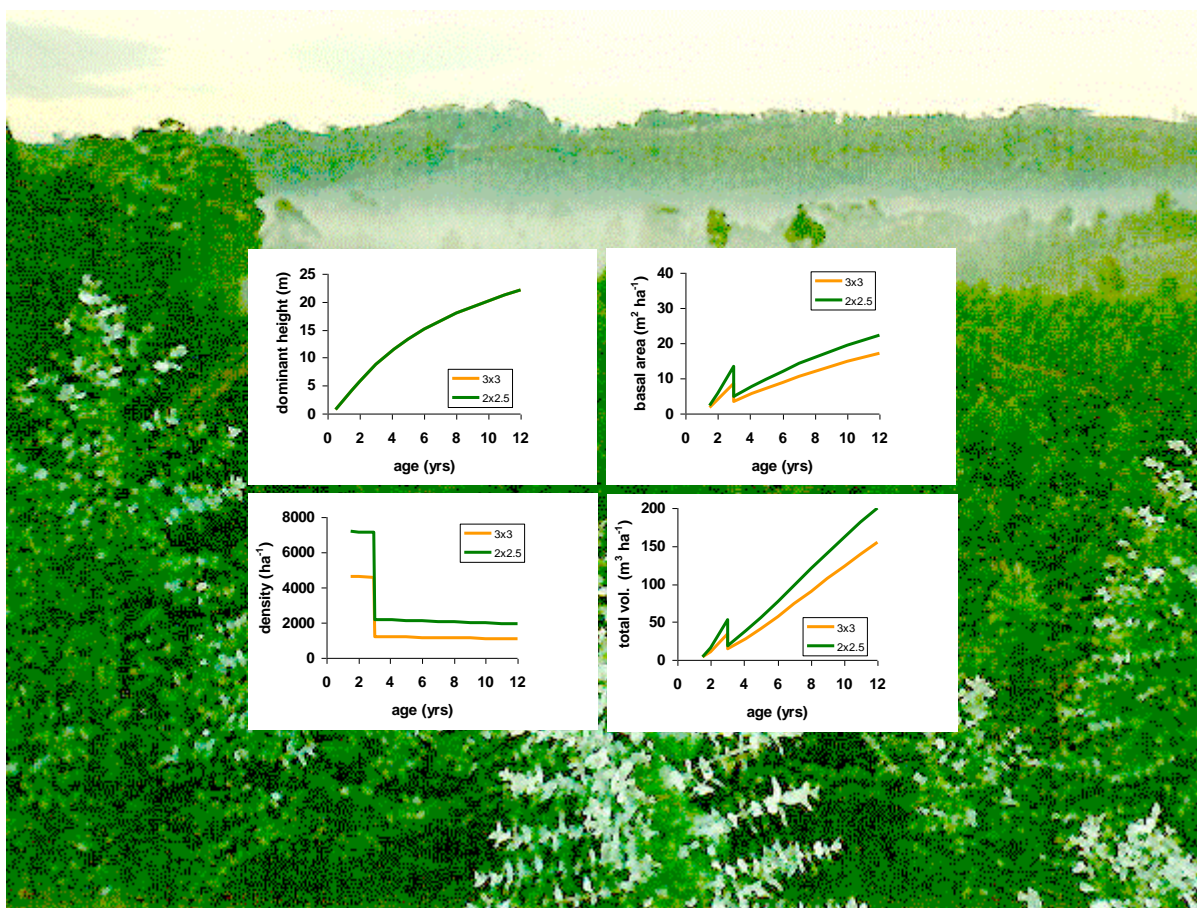 25
20
15
10
5
0
dominant height (m)
3x3
2x2.5
0 2 4 6 8 10 12
age (yrs)
40
30
20
10
0
basal area (m² ha⁻¹)
3x3
2x2.5
0 2 4 6 8 10 12
age (yrs)
8000
6000
4000
2000
0
density (ha⁻¹)
3x3
2x2.5
0 2 4 6 8 10 12
age (yrs)
200
150
100
50
0
total vol. (m³ ha⁻¹)
3x3
2x2.5
0 2 4 6 8 10 12
age (yrs)